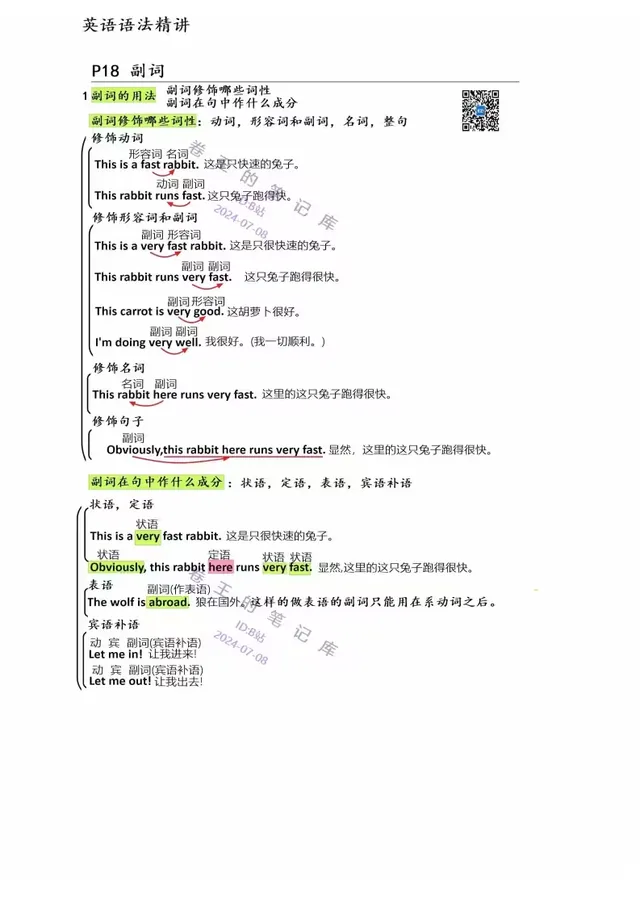 英语语法精讲
P18 副词
1 副词的用法
副词修饰哪些词性
副词在句中作什么成分
副词修饰哪些词性：动词，形容词和副词，名词，整句
修饰动词
形容词 名词
This is a fast rabbit. 这是只快速的兔子。
动词 副词
This rabbit runs fast. 这只兔子跑得快。
修饰形容词和副词
副词 形容词
This is a very fast rabbit. 这是只很快速的兔子。
副词 副词
This rabbit runs very fast. 这只兔子跑得很快。
副词 形容词
This carrot is very good. 这胡萝卜很好。
副词 副词
I'm doing very well. 我很好。(我一切顺利。)
修饰名词
名词 副词
This rabbit here runs very fast. 这里的这只兔子跑得很快。
修饰句子
副词
Obviously,this rabbit here runs very fast. 显然，这里的这只兔子跑得很快。
副词在句中作什么成分：状语，定语，表语，宾语补语
状语，定语
状语
This is a very fast rabbit. 这是只很快速的兔子。
状语 定语 状语 状语
Obviously, this rabbit here runs very fast. 显然,这里的这只兔子跑得很快。
表语
副词(作表语)
The wolf is abroad. 狼在国外。这样的做表语的副词只能用在系动词之后。
宾语补语
动 宾 副词(宾语补语)
Let me in! 让我进来!
动 宾 副词(宾语补语)
Let me out! 让我出去!
卷王的笔记库
ID:B站
2024-07-08
卷王的笔记库
ID:B站
2024-07-08